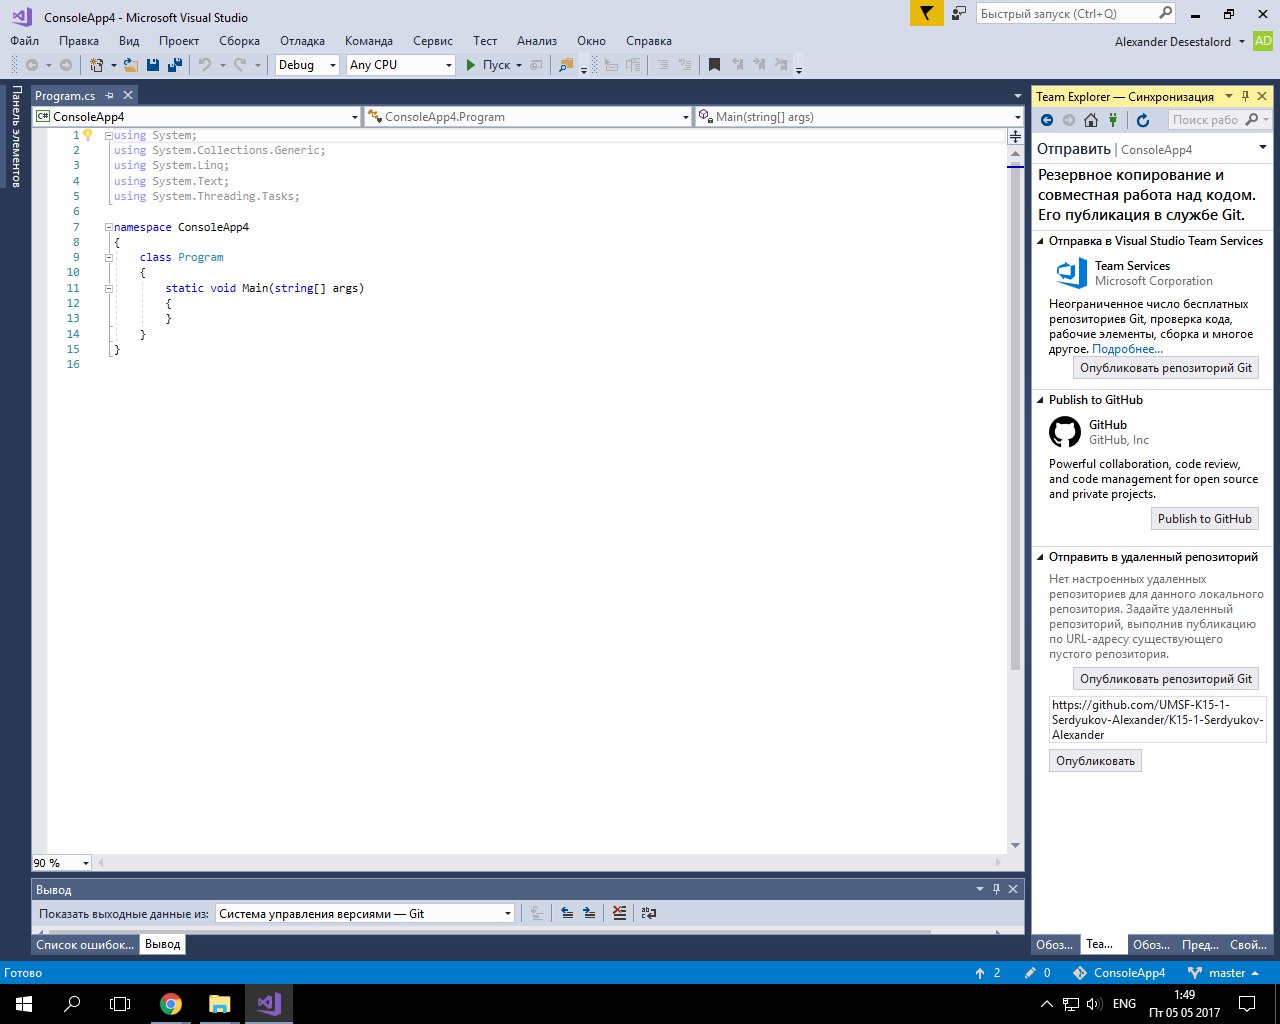 ConsoleApp4 - Microsoft Visual Studio
Быстрый запуск (Ctrl+Q)
Файл Правка Вид Проект Сборка Отладка Команда Сервис Тест Анализ Окно Справка
Alexander Desestalord AD
Debug Any CPU Пуск
Панель элементов
Program.cs
C# ConsoleApp4 ConsoleApp4.Program Main(string[] args)
1 using System;
2 using System.Collections.Generic;
3 using System.Linq;
4 using System.Text;
5 using System.Threading.Tasks;
6
7 namespace ConsoleApp4
8 {
9 class Program
10 {
11 static void Main(string[] args)
12 {
13 }
14 }
15 }
16
90 %
Вывод
Показать выходные данные из: Система управления версиями — Git
Список ошибок... Вывод
Team Explorer — Синхронизация
Поиск рабо
Отправить | ConsoleApp4
Резервное копирование и
совместная работа над кодом.
Его публикация в службе Git.
Отправка в Visual Studio Team Services
Team Services
Microsoft Corporation
Неограниченное число бесплатных
репозиториев Git, проверка кода,
рабочие элементы, сборка и многое
другое. Подробнее...
Опубликовать репозиторий Git
Publish to GitHub
GitHub
GitHub, Inc
Powerful collaboration, code review,
and code management for open source
and private projects.
Publish to GitHub
Отправить в удаленный репозиторий
Нет настроенных удаленных
репозиториев для данного локального
репозитория. Задайте удаленный
репозиторий, выполнив публикацию
по URL-адресу существующего
пустого репозитория.
Опубликовать репозиторий Git
https://github.com/UMSF-K15-1-
Serdyukov-Alexander/K15-1-Serdyukov-
Alexander
Опубликовать
Обоз... Tea... Обоз... Пред... Свой...
Готово 2 0 ConsoleApp4 master
ENG
1:49
Пт 05 05 2017